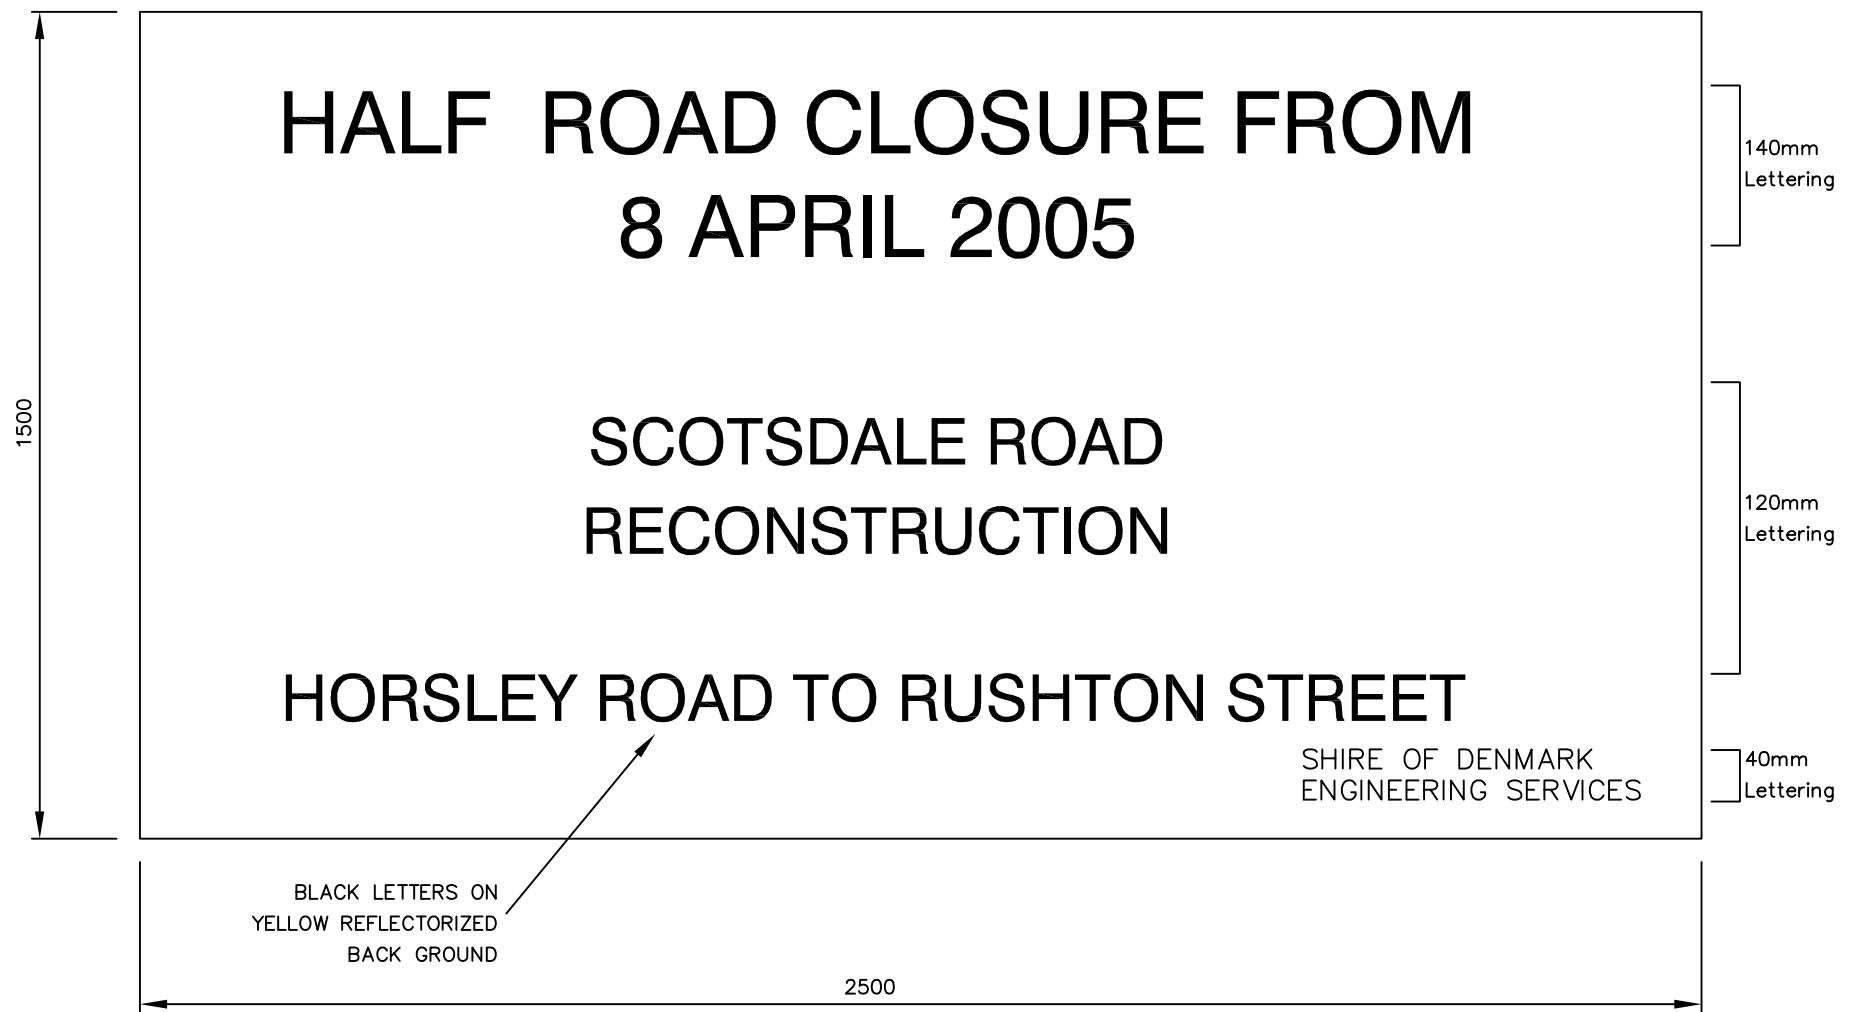 HALF ROAD CLOSURE FROM
8 APRIL 2005
140mm
Lettering
1500
SCOTSDALE ROAD
RECONSTRUCTION
120mm
Lettering
HORSLEY ROAD TO RUSHTON STREET
SHIRE OF DENMARK
ENGINEERING SERVICES
40mm
Lettering
BLACK LETTERS ON
YELLOW REFLECTORIZED
BACK GROUND
2500